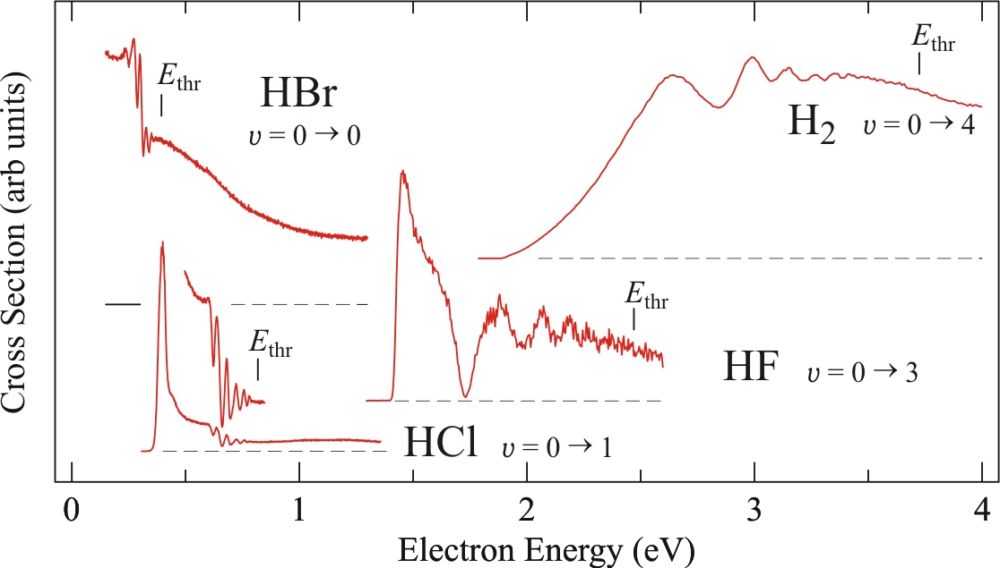 Cross Section (arb units)
HBr
υ = 0 → 0
E_thr
H₂ υ = 0 → 4
E_thr
HCl υ = 0 → 1
E_thr
HF υ = 0 → 3
E_thr
0 1 2 3 4
Electron Energy (eV)